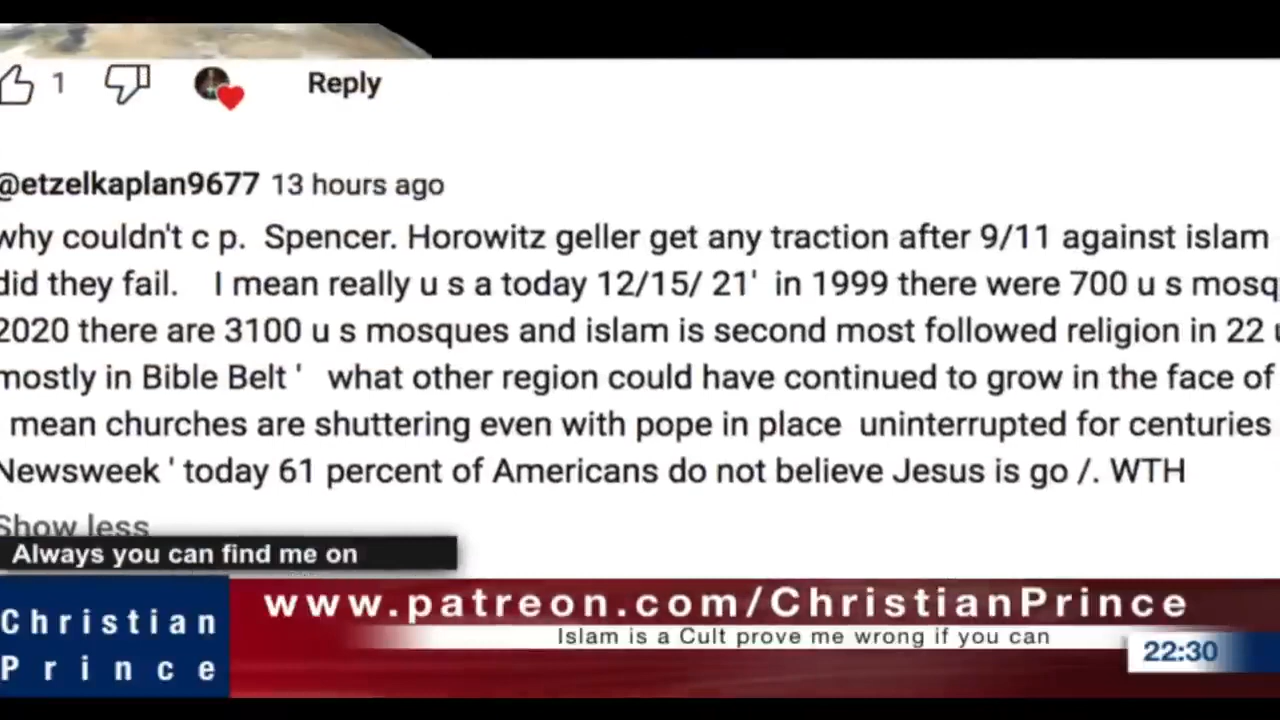 1 Reply
@etzelkaplan9677 13 hours ago
why couldn't c p. Spencer. Horowitz geller get any traction after 9/11 against islam
did they fail. I mean really u s a today 12/15/ 21' in 1999 there were 700 u s mosq
2020 there are 3100 u s mosques and islam is second most followed religion in 22 u
mostly in Bible Belt ' what other region could have continued to grow in the face of
mean churches are shuttering even with pope in place uninterrupted for centuries
Newsweek ' today 61 percent of Americans do not believe Jesus is go /. WTH
Show less
Always you can find me on
www.patreon.com/ChristianPrince
Islam is a Cult prove me wrong if you can
Christian
Prince
22:30